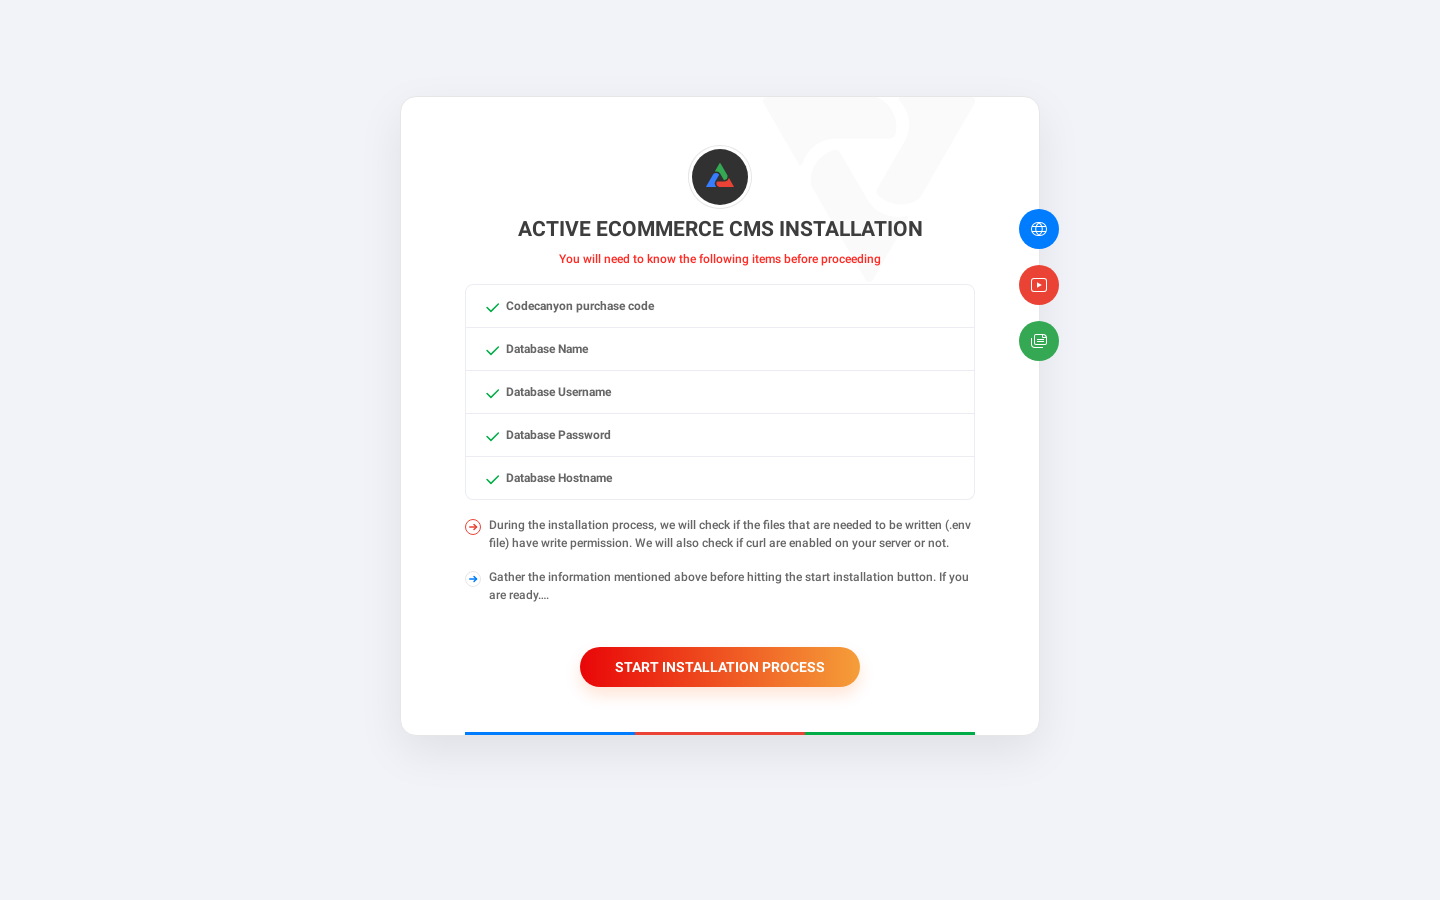 ACTIVE ECOMMERCE CMS INSTALLATION
You will need to know the following items before proceeding
Codecanyon purchase code
Database Name
Database Username
Database Password
Database Hostname
During the installation process, we will check if the files that are needed to be written (.env
file) have write permission. We will also check if curl are enabled on your server or not.
Gather the information mentioned above before hitting the start installation button. If you
are ready....
START INSTALLATION PROCESS